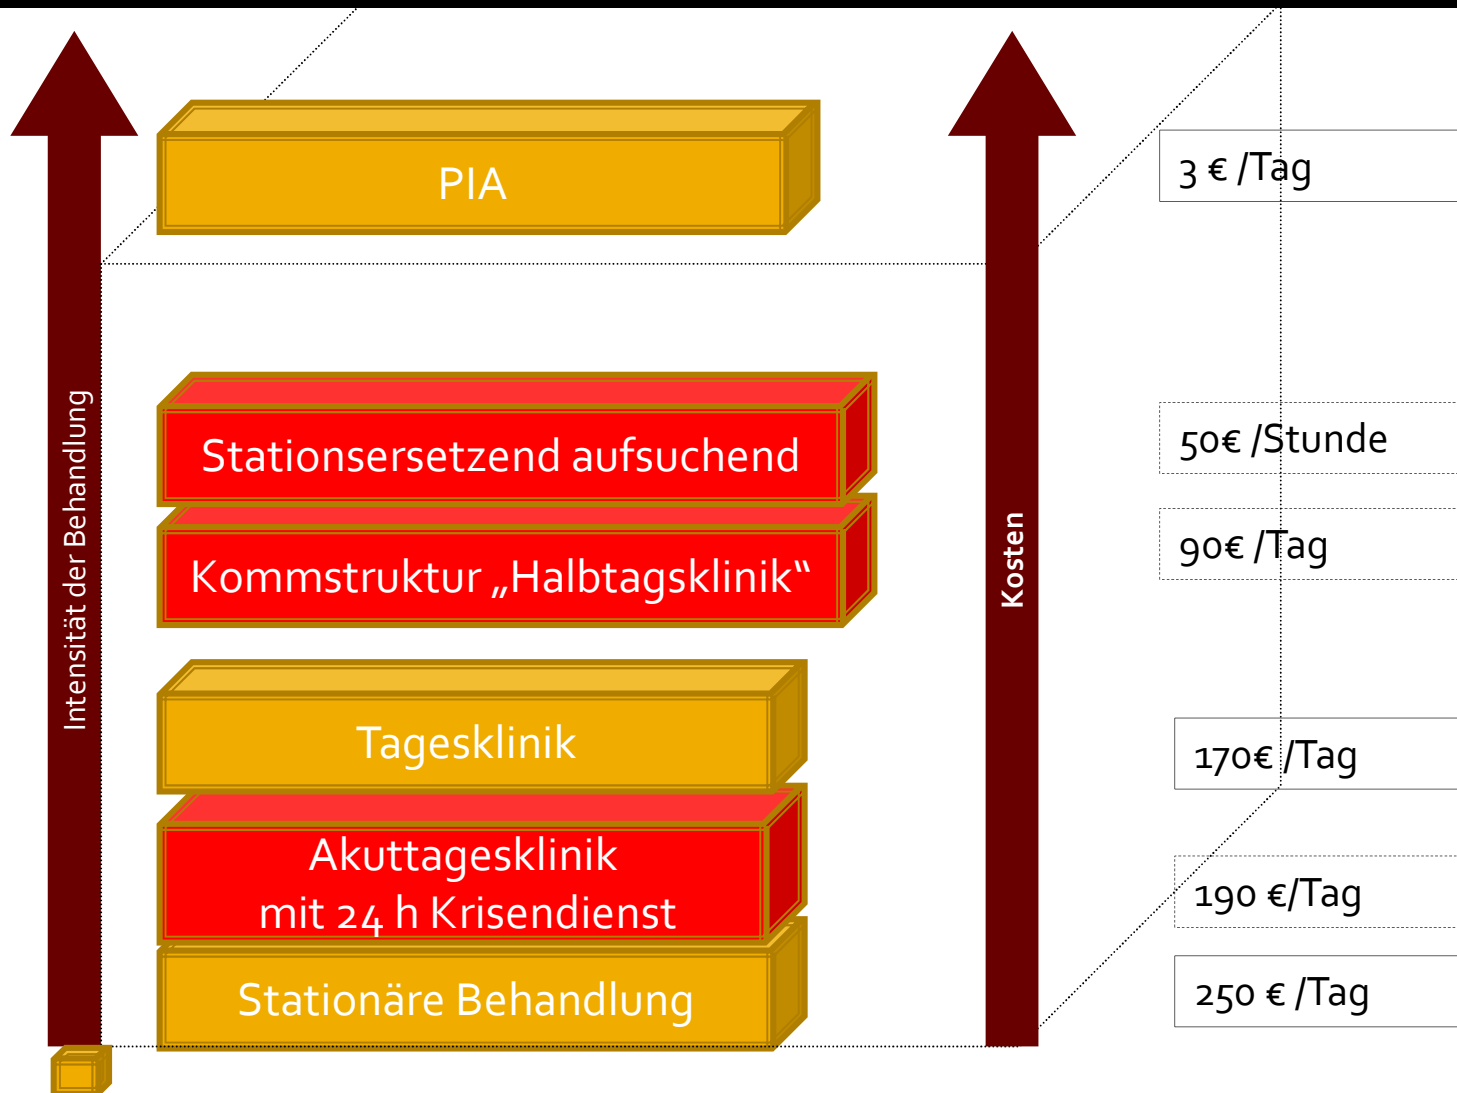 PIA
3 € /Tag
Intensität der Behandlung
Stationsersetzend aufsuchend
50€ /Stunde
Kommstruktur „Halbtagsklinik“
90€ /Tag
Kosten
Tagesklinik
170€ /Tag
Akuttagesklinik
mit 24 h Krisendienst
190 €/Tag
Stationäre Behandlung
250 € /Tag